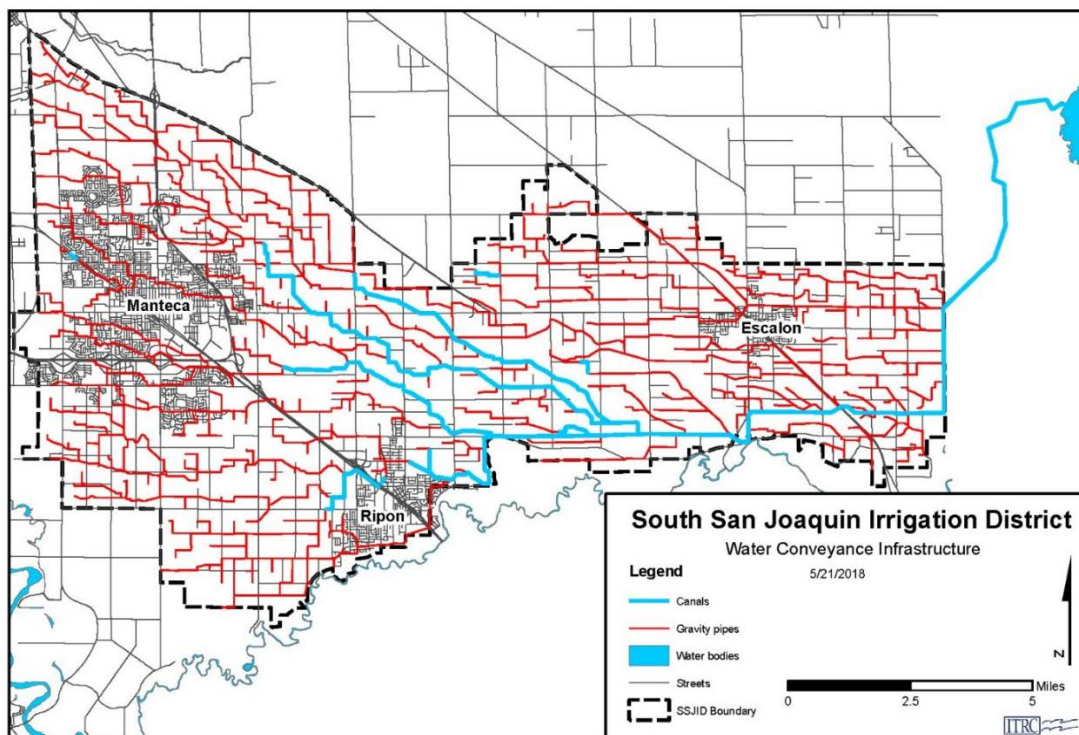 Manteca
Escalon
Ripon
South San Joaquin Irrigation District
Water Conveyance Infrastructure
5/21/2018
Legend
Canals
Gravity pipes
Water bodies
Streets
SSJID Boundary
N
0 2.5 5 Miles
ITRC